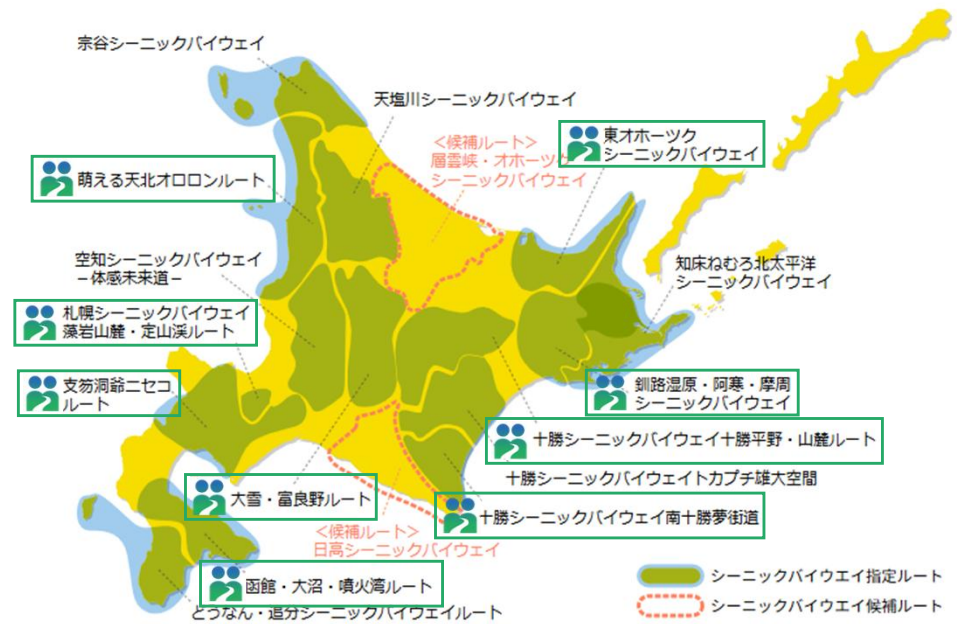 宗谷シーニックバイウェイ
天塩川シーニックバイウェイ
＜候補ルート＞
層雲峡・オホーツク
シーニックバイウェイ
東オホーツク
シーニックバイウェイ
萌える天北オロロンルート
空知シーニックバイウェイ
－体感未来道－
知床ねむろ北太平洋
シーニックバイウェイ
札幌シーニックバイウェイ
藻岩山麓・定山渓ルート
支笏洞爺ニセコ
ルート
釧路湿原・阿寒・摩周
シーニックバイウェイ
十勝シーニックバイウェイ十勝平野・山麓ルート
十勝シーニックバイウェイトカプチ雄大空間
大雪・富良野ルート
十勝シーニックバイウェイ南十勝夢街道
＜候補ルート＞
日高シーニックバイウェイ
函館・大沼・噴火湾ルート
どうなん・追分シーニックバイウェイルート
シーニックバイウエイ指定ルート
シーニックバイウエイ候補ルート